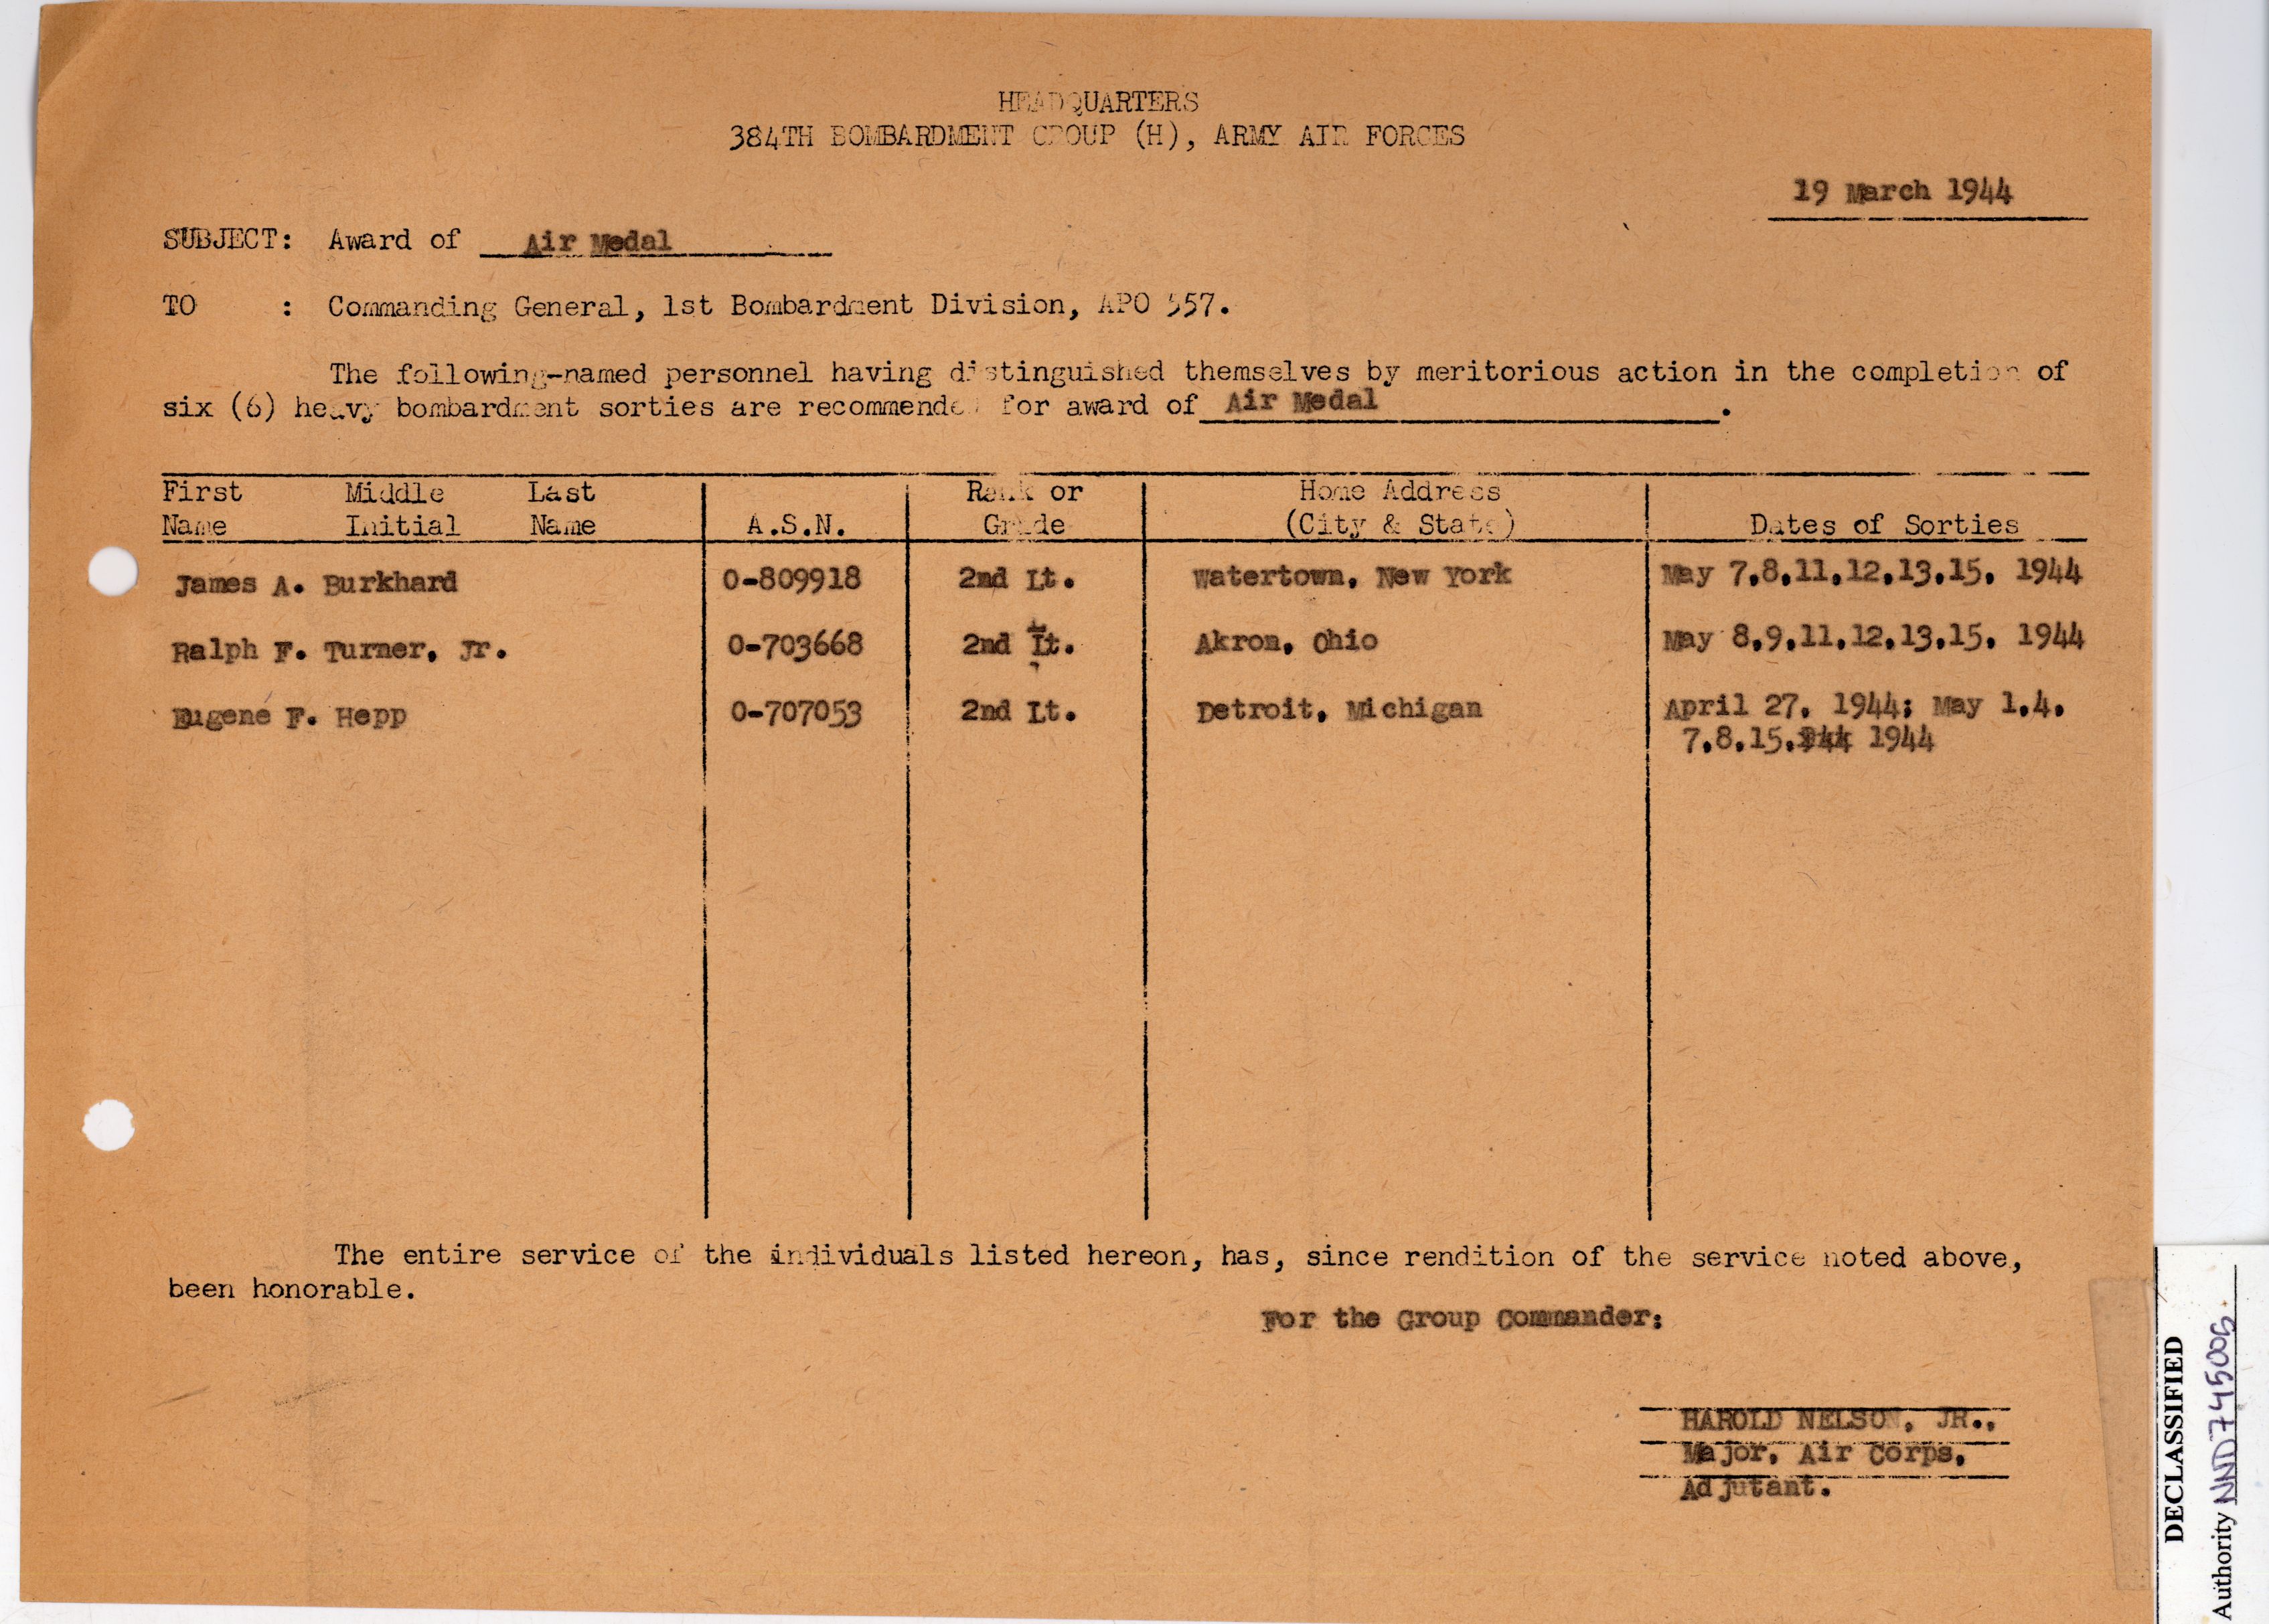 HEADQUARTERS
384TH BOMBARDMENT GROUP (H), ARMY AIR FORCES
19 March 1944
SUBJECT: Award of Air Medal
TO : Commanding General, 1st Bombardment Division, APO 557.
The following-named personnel having distinguished themselves by meritorious action in the completion of
six (6) heavy bombardment sorties are recommended for award of Air Medal .
First Middle Last Rank or Home Address
Name Initial Name A.S.N. Grade (City & State) Dates of Sorties
James A. Burkhard 0-809918 2nd Lt. Watertown, New York May 7,8,11,12,13,15, 1944
Ralph F. Turner, Jr. 0-703668 2nd Lt. Akron, Ohio May 8,9,11,12,13,15, 1944
Eugene F. Hepp 0-707053 2nd Lt. Detroit, Michigan April 27, 1944; May 1,4,
7,8,15, 1944
The entire service of the individuals listed hereon, has, since rendition of the service noted above,
been honorable.
For the Group Commander:
HAROLD NELSON, JR.,
Major, Air Corps,
Adjutant.
DECLASSIFIED
Authority NND745005